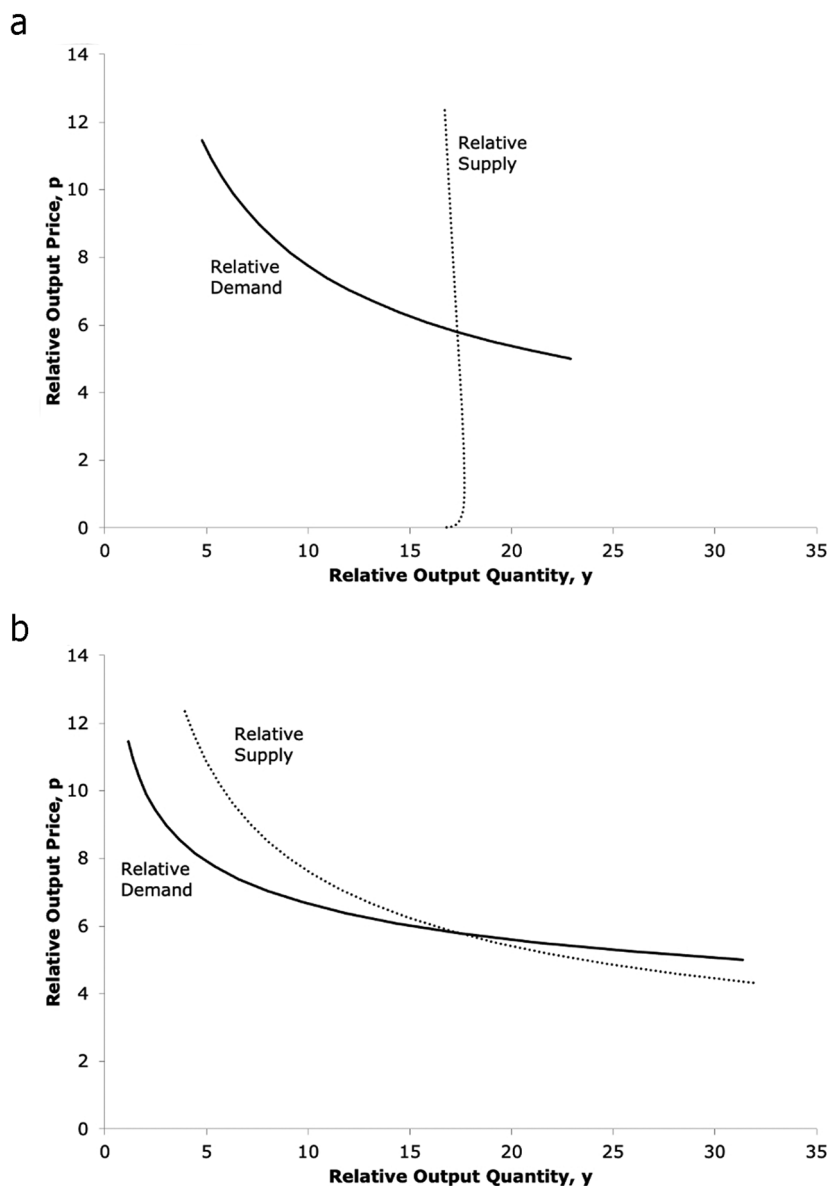 a
14
12
10
8
6
4
2
0
Relative Output Price, p
Relative
Supply
Relative
Demand
0 5 10 15 20 25 30 35
Relative Output Quantity, y
b
14
12
10
8
6
4
2
0
Relative Output Price, p
Relative
Supply
Relative
Demand
0 5 10 15 20 25 30 35
Relative Output Quantity, y